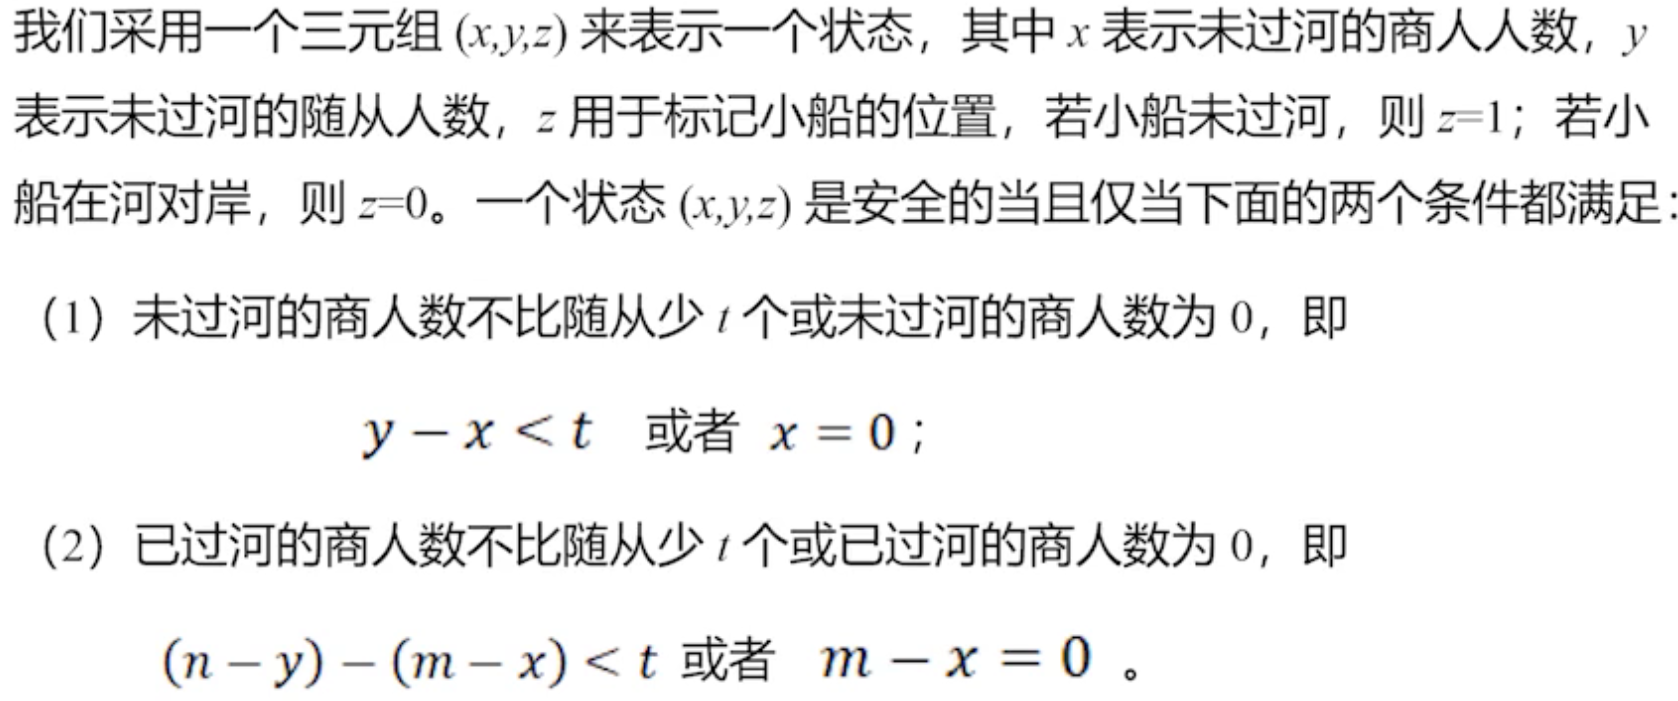 我们采用一个三元组 (x,y,z) 来表示一个状态，其中 x 表示未过河的商人人数，y
表示未过河的随从人数，z 用于标记小船的位置，若小船未过河，则 z=1；若小
船在河对岸，则 z=0。一个状态 (x,y,z) 是安全的当且仅当下面的两个条件都满足：
（1）未过河的商人数不比随从少 t 个或未过河的商人数为 0，即
y − x < t 或者 x = 0；
（2）已过河的商人数不比随从少 t 个或已过河的商人数为 0，即
(n − y) − (m − x) < t 或者 m − x = 0 。